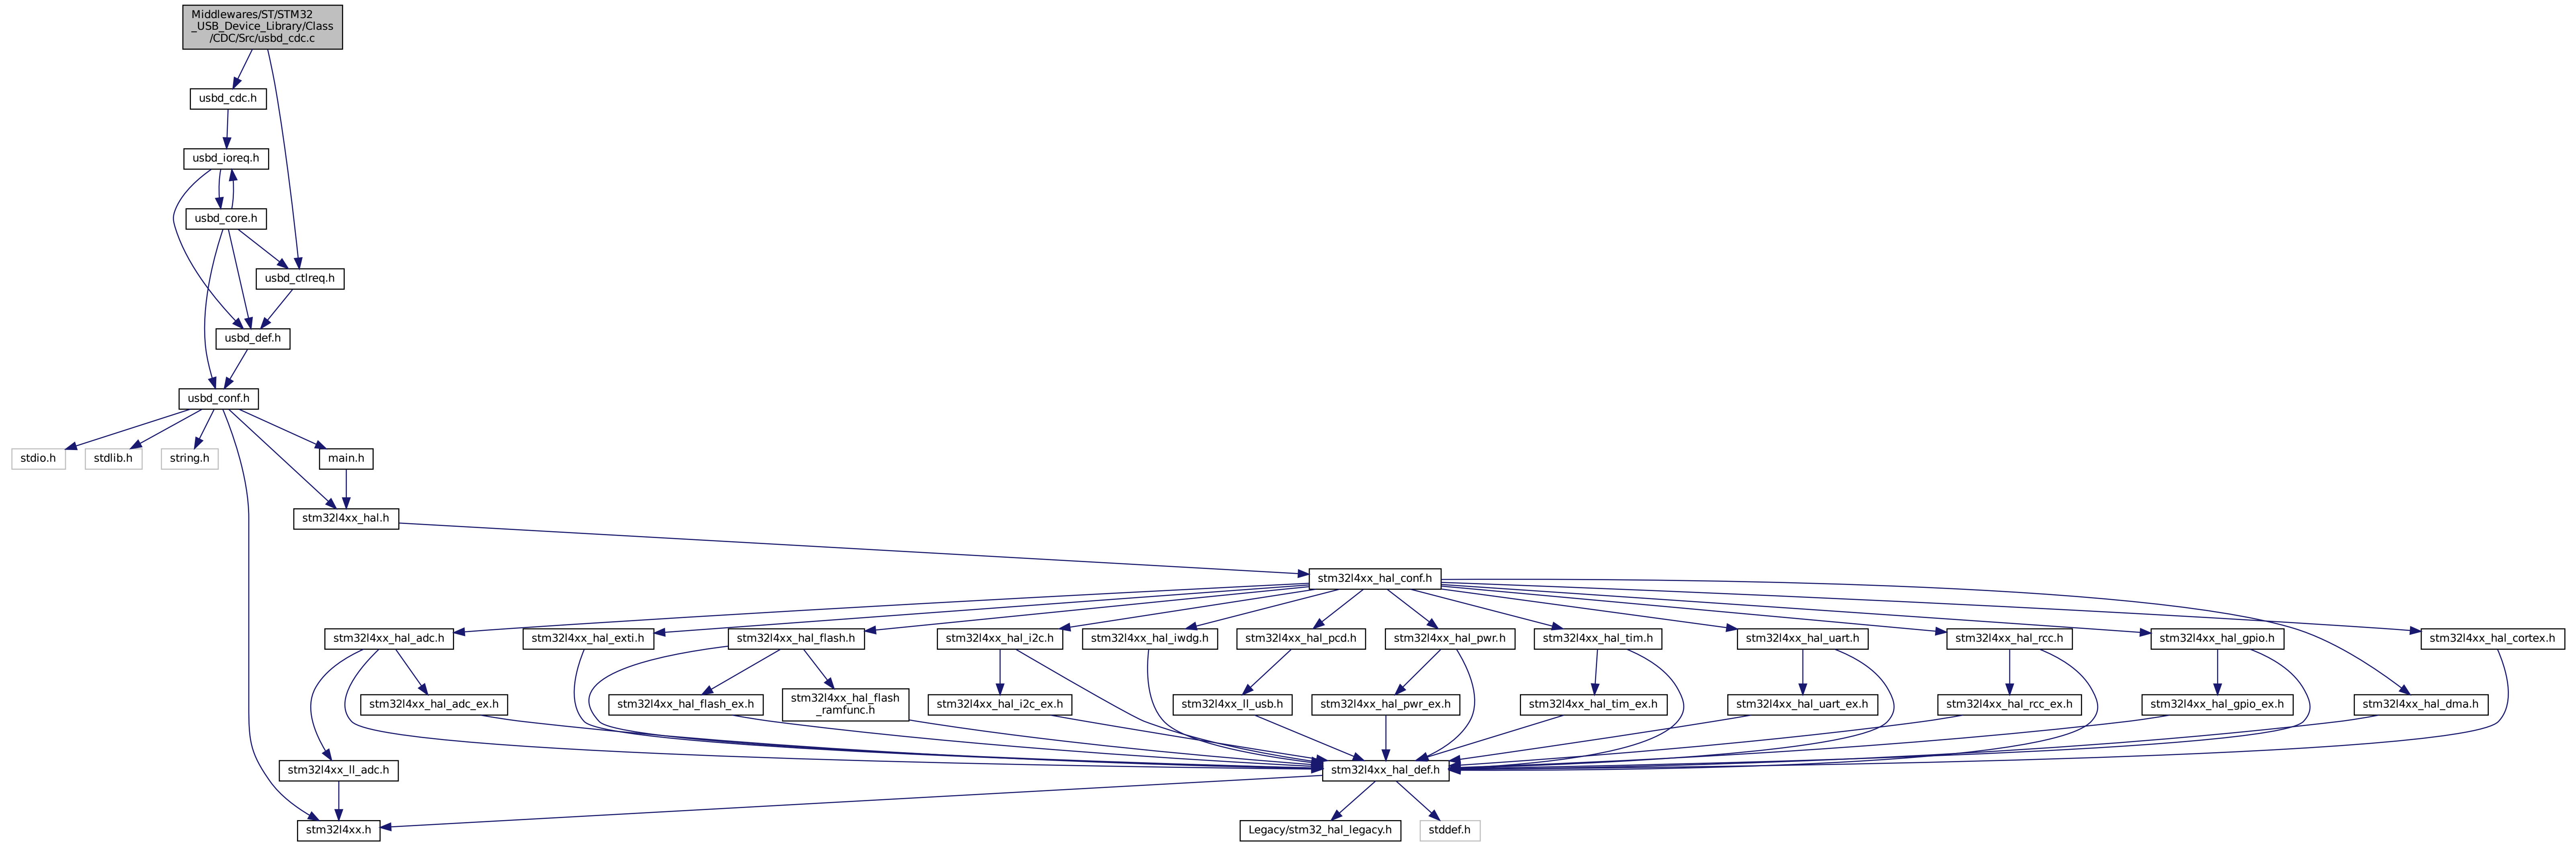 Middlewares/ST/STM32
_USB_Device_Library/Class
/CDC/Src/usbd_cdc.c
usbd_cdc.h
usbd_ioreq.h
usbd_core.h
usbd_ctlreq.h
usbd_def.h
usbd_conf.h
stdio.h
stdlib.h
string.h
main.h
stm32l4xx_hal.h
stm32l4xx_hal_conf.h
stm32l4xx_hal_adc.h
stm32l4xx_hal_exti.h
stm32l4xx_hal_flash.h
stm32l4xx_hal_i2c.h
stm32l4xx_hal_iwdg.h
stm32l4xx_hal_pcd.h
stm32l4xx_hal_pwr.h
stm32l4xx_hal_tim.h
stm32l4xx_hal_uart.h
stm32l4xx_hal_rcc.h
stm32l4xx_hal_gpio.h
stm32l4xx_hal_cortex.h
stm32l4xx_hal_adc_ex.h
stm32l4xx_hal_flash_ex.h
stm32l4xx_hal_flash
_ramfunc.h
stm32l4xx_hal_i2c_ex.h
stm32l4xx_ll_usb.h
stm32l4xx_hal_pwr_ex.h
stm32l4xx_hal_tim_ex.h
stm32l4xx_hal_uart_ex.h
stm32l4xx_hal_rcc_ex.h
stm32l4xx_hal_gpio_ex.h
stm32l4xx_hal_dma.h
stm32l4xx_ll_adc.h
stm32l4xx_hal_def.h
stm32l4xx.h
Legacy/stm32_hal_legacy.h
stddef.h